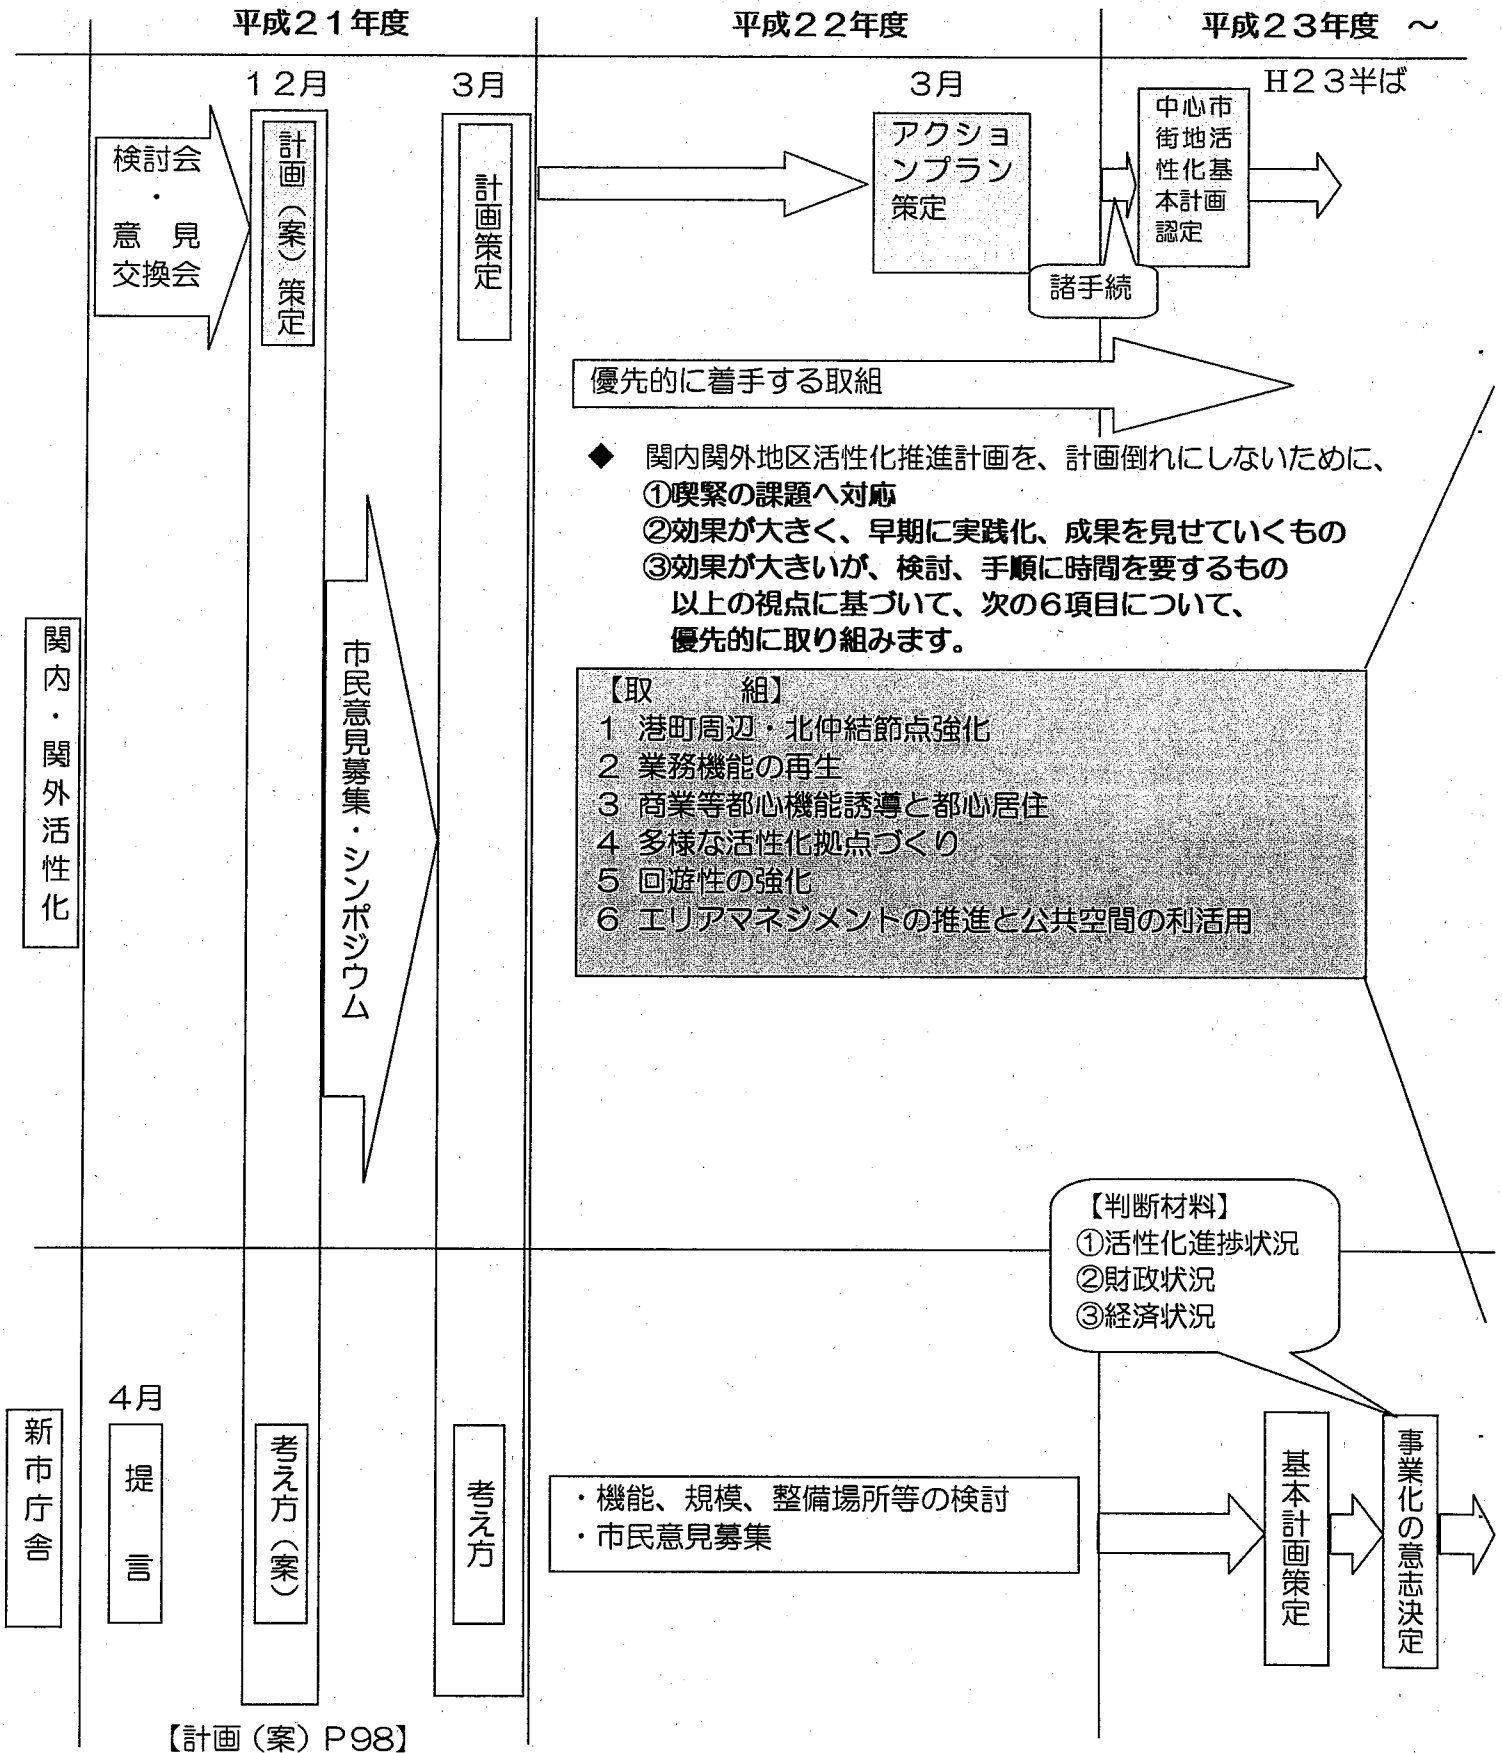 平成21年度
平成22年度
平成23年度 ～
12月
3月
3月
H23半ば
検討会
・
意見
交換会
計画（案）策定
計画策定
アクショ
ンプラン
策定
中心市
街地活
性化基
本計画
認定
諸手続
優先的に着手する取組
◆ 関内関外地区活性化推進計画を、計画倒れにしないために、
①喫緊の課題へ対応
②効果が大きく、早期に実践化、成果を見せていくもの
③効果が大きいが、検討、手順に時間を要するもの
以上の視点に基づいて、次の6項目について、
優先的に取り組みます。
関内・関外活性化
市民意見募集・シンポジウム
【取 組】
1 港町周辺・北仲結節点強化
2 業務機能の再生
3 商業等都心機能誘導と都心居住
4 多様な活性化拠点づくり
5 回遊性の強化
6 エリアマネジメントの推進と公共空間の利活用
【判断材料】
①活性化進捗状況
②財政状況
③経済状況
新市庁舎
4月
提言
考え方（案）
考え方
・機能、規模、整備場所等の検討
・市民意見募集
基本計画策定
事業化の意志決定
【計画（案）P98】